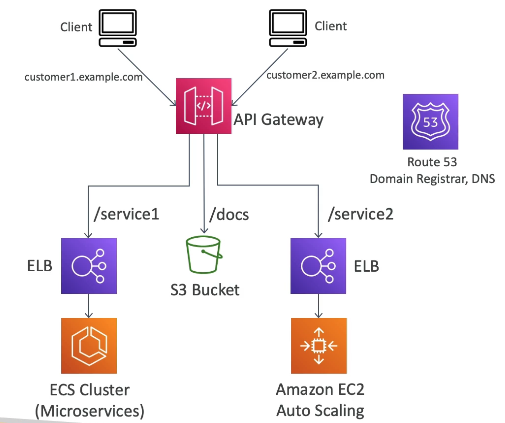 Client
Client
customer1.example.com
customer2.example.com
API Gateway
53
Route 53
Domain Registrar, DNS
/service1
/docs
/service2
ELB
S3 Bucket
ELB
ECS Cluster
(Microservices)
Amazon EC2
Auto Scaling